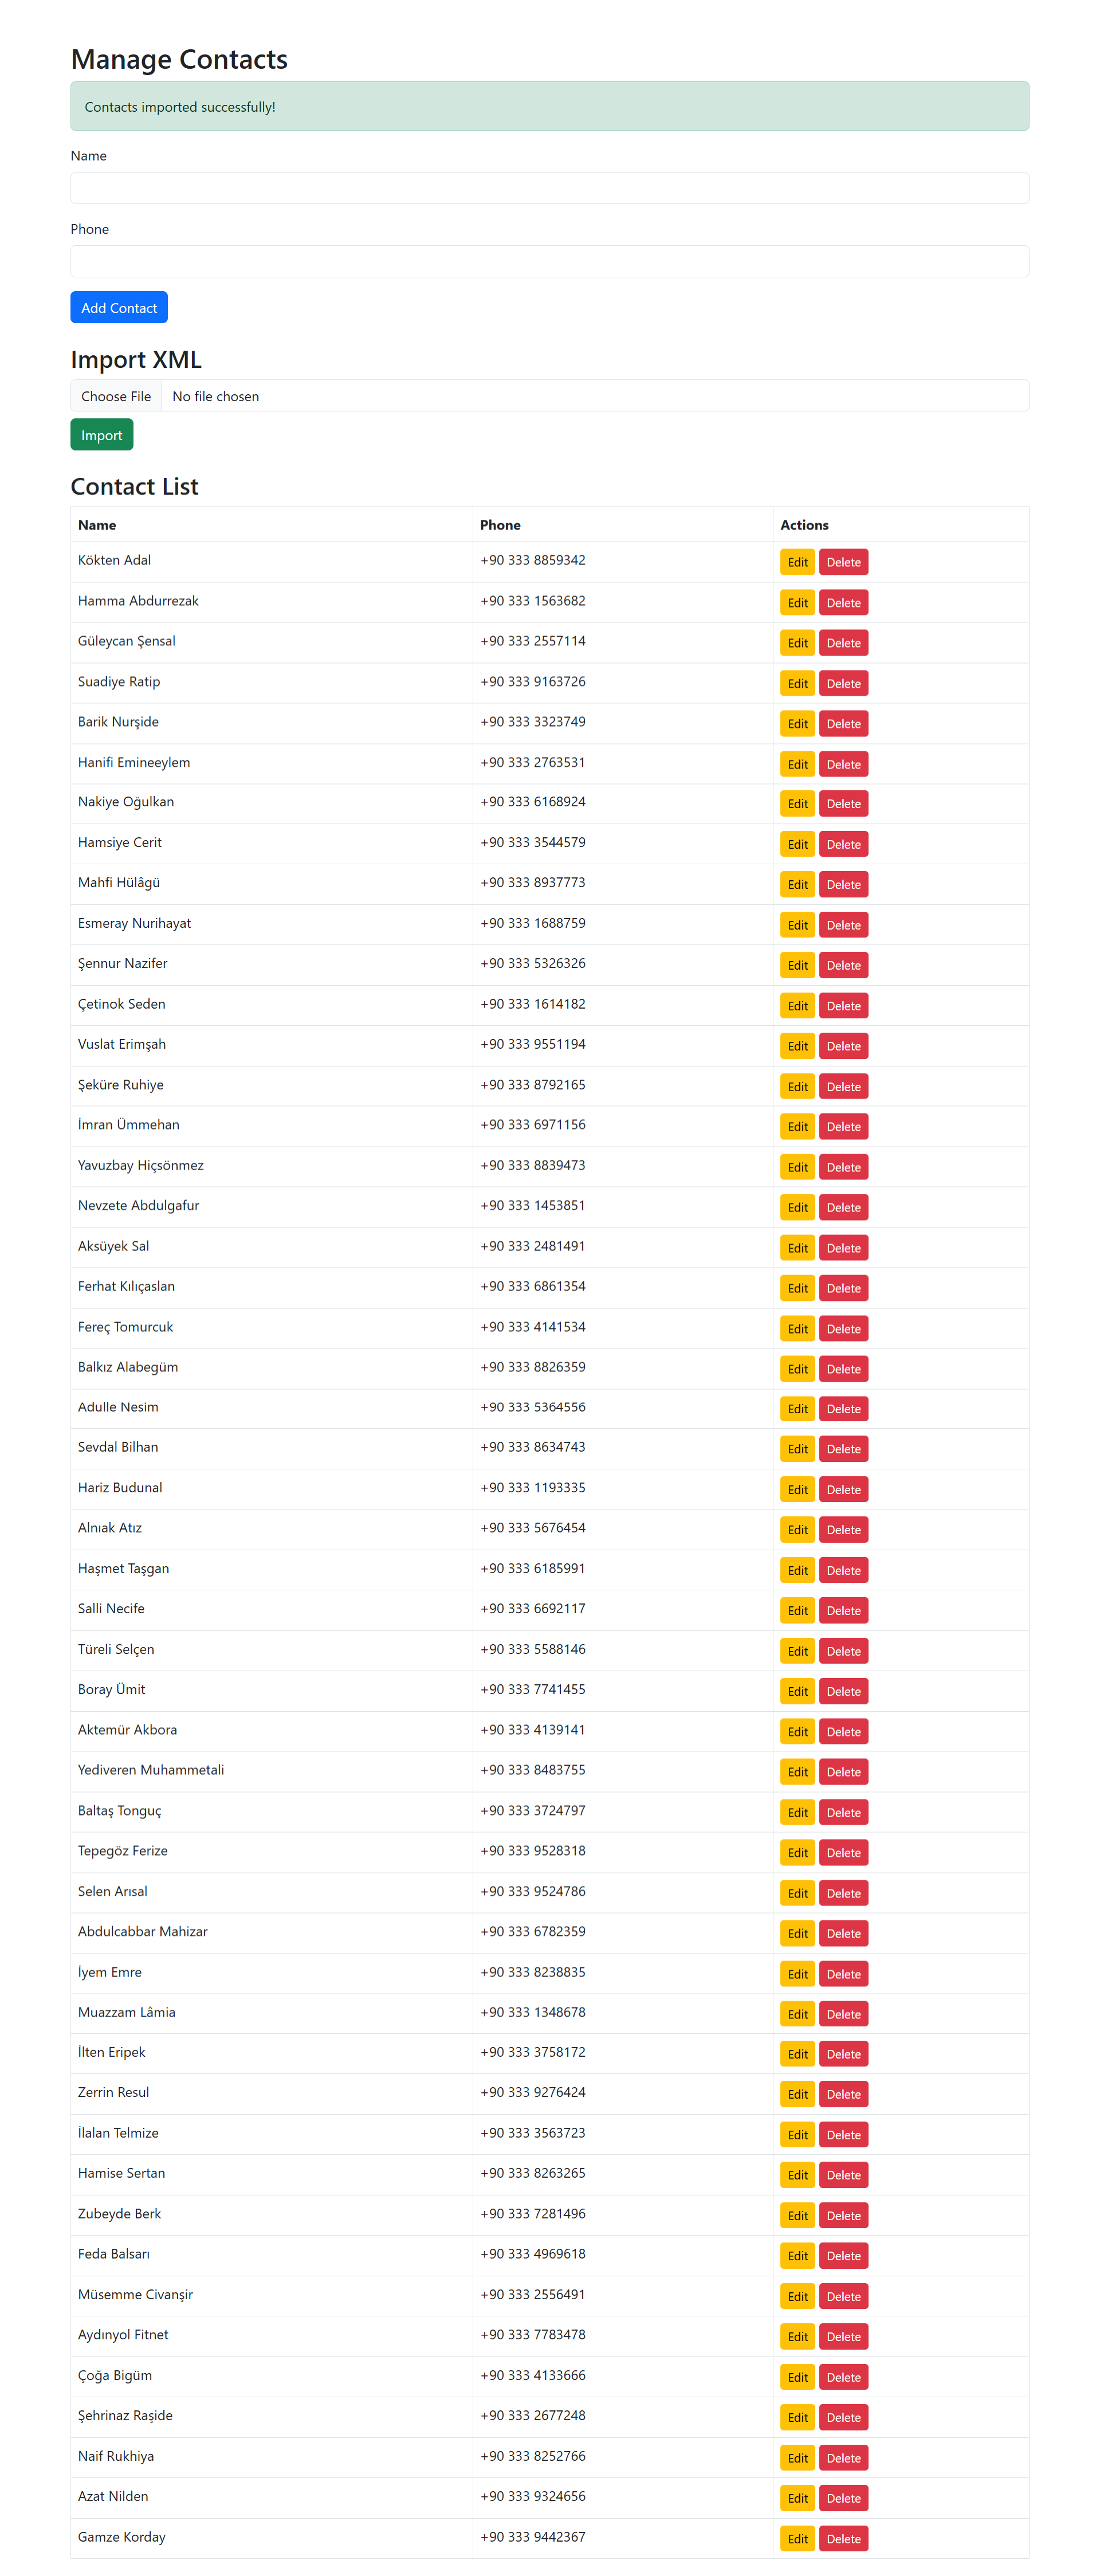 Manage Contacts
Contacts imported successfully!
Name
Phone
Add Contact
Import XML
Choose File No file chosen
Import
Contact List
Name Phone Actions
Kökten Adal +90 333 8859342 Edit Delete
Hamma Abdurrezak +90 333 1563682 Edit Delete
Güleycan Şensal +90 333 2557114 Edit Delete
Suadiye Ratip +90 333 9163726 Edit Delete
Barik Nurşide +90 333 3323749 Edit Delete
Hanifi Emineeylem +90 333 2763531 Edit Delete
Nakiye Oğulkan +90 333 6168924 Edit Delete
Hamsiye Cerit +90 333 3544579 Edit Delete
Mahfi Hülâgü +90 333 8937773 Edit Delete
Esmeray Nurihayat +90 333 1688759 Edit Delete
Şennur Nazifer +90 333 5326326 Edit Delete
Çetinok Seden +90 333 1614182 Edit Delete
Vuslat Erimşah +90 333 9551194 Edit Delete
Şeküre Ruhiye +90 333 8792165 Edit Delete
İmran Ümmehan +90 333 6971156 Edit Delete
Yavuzbay Hiçsönmez +90 333 8839473 Edit Delete
Nevzete Abdulgafur +90 333 1453851 Edit Delete
Aksüyek Sal +90 333 2481491 Edit Delete
Ferhat Kılıçaslan +90 333 6861354 Edit Delete
Fereç Tomurcuk +90 333 4141534 Edit Delete
Balkız Alabegüm +90 333 8826359 Edit Delete
Adulle Nesim +90 333 5364556 Edit Delete
Sevdal Bilhan +90 333 8634743 Edit Delete
Hariz Budunal +90 333 1193335 Edit Delete
Alnıak Atız +90 333 5676454 Edit Delete
Haşmet Taşgan +90 333 6185991 Edit Delete
Salli Necife +90 333 6692117 Edit Delete
Türeli Selçen +90 333 5588146 Edit Delete
Boray Ümit +90 333 7741455 Edit Delete
Aktemür Akbora +90 333 4139141 Edit Delete
Yediveren Muhammetali +90 333 8483755 Edit Delete
Baltaş Tonguç +90 333 3724797 Edit Delete
Tepegöz Ferize +90 333 9528318 Edit Delete
Selen Arısal +90 333 9524786 Edit Delete
Abdulcabbar Mahizar +90 333 6782359 Edit Delete
İyem Emre +90 333 8238835 Edit Delete
Muazzam Lâmia +90 333 1348678 Edit Delete
İlten Eripek +90 333 3758172 Edit Delete
Zerrin Resul +90 333 9276424 Edit Delete
İlalan Telmize +90 333 3563723 Edit Delete
Hamise Sertan +90 333 8263265 Edit Delete
Zubeyde Berk +90 333 7281496 Edit Delete
Feda Balsarı +90 333 4969618 Edit Delete
Müsemme Civanşir +90 333 2556491 Edit Delete
Aydınyol Fitnet +90 333 7783478 Edit Delete
Çoğa Bigüm +90 333 4133666 Edit Delete
Şehrinaz Raşide +90 333 2677248 Edit Delete
Naif Rukhiya +90 333 8252766 Edit Delete
Azat Nilden +90 333 9324656 Edit Delete
Gamze Korday +90 333 9442367 Edit Delete